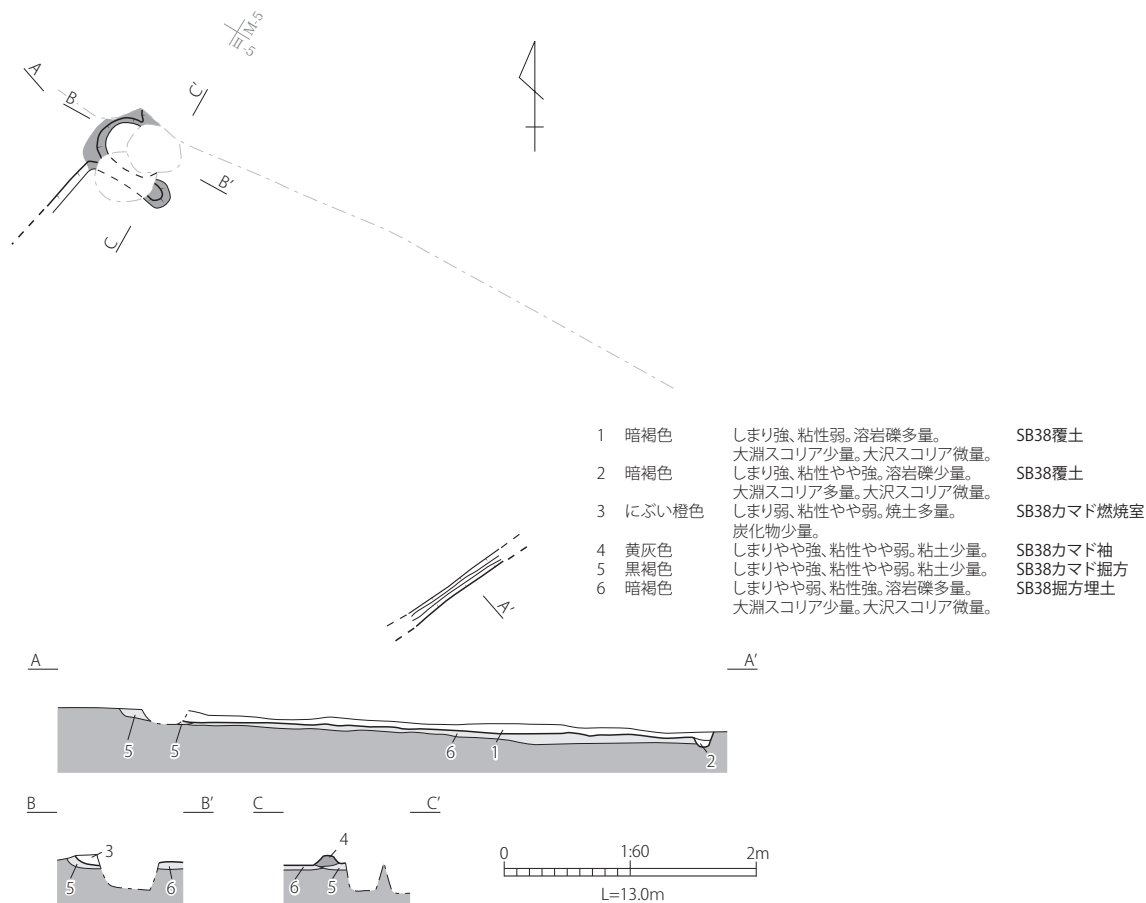 M-5
II-5
A
B
C'
B'
C
1 暗褐色 しまり強、粘性弱。溶岩礫多量。 SB38覆土
大淵スコリア少量。大沢スコリア微量。
2 暗褐色 しまり強、粘性やや強。溶岩礫少量。 SB38覆土
大淵スコリア多量。大沢スコリア微量。
3 にぶい橙色 しまり弱、粘性やや弱。焼土多量。 SB38カマド燃焼室
炭化物少量。
4 黄灰色 しまりやや強、粘性やや弱。粘土少量。 SB38カマド袖
5 黒褐色 しまりやや強、粘性やや弱。粘土少量。 SB38カマド掘方
6 暗褐色 しまりやや弱、粘性強。溶岩礫多量。 SB38掘方埋土
大淵スコリア少量。大沢スコリア微量。
A'
A A'
5 5 6 1 2
B B' C C'
3 5 6
4 6 5
0 1:60 2m
L=13.0m